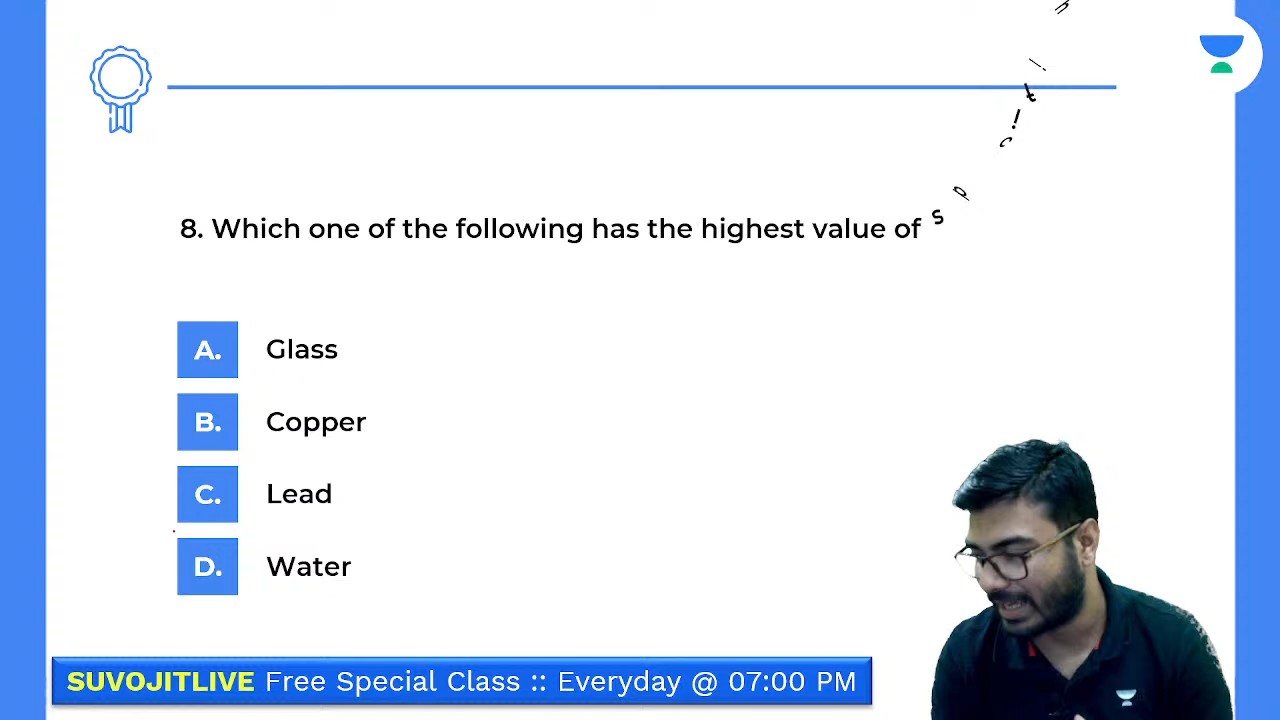 8. Which one of the following has the highest value of s
A. Glass
B. Copper
C. Lead
D. Water
SUVOJITLIVE Free Special Class :: Everyday @ 07:00 PM